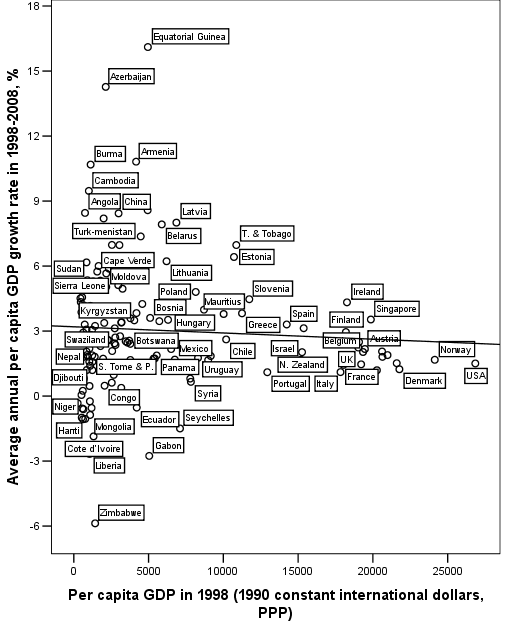 18
Equatorial Guinea
15
Azerbaijan
12
Burma
Armenia
Cambodia
9
Angola
China
Latvia
Turk-menistan
Belarus
T. & Tobago
Estonia
6
Sudan
Cape Verde
Moldova
Lithuania
Sierra Leone
Poland
Slovenia
Ireland
Kyrgyzstan
Bosnia
Mauritius
Singapore
Hungary
Greece
Spain
Finland
3
Swaziland
Botswana
Belgium
Austria
Nepal
Mexico
Chile
Israel
UK
Norway
S. Tome & P.
Panama
Uruguay
N. Zealand
France
USA
Djibouti
Syria
Portugal
Italy
Denmark
0
Niger
Congo
Ecuador
Seychelles
Hanti
Mongolia
Cote d'Ivoire
Gabon
-3
Liberia
Zimbabwe
-6
0
5000
10000
15000
20000
25000
Average annual per capita GDP growth rate in 1998-2008, %
Per capita GDP in 1998 (1990 constant international dollars,
PPP)